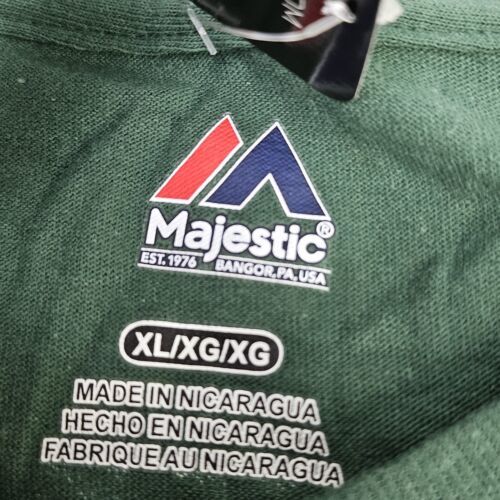 Majestic®
EST. 1976 BANGOR, PA, USA
XL/XG/XG
MADE IN NICARAGUA
HECHO EN NICARAGUA
FABRIQUE AU NICARAGUA